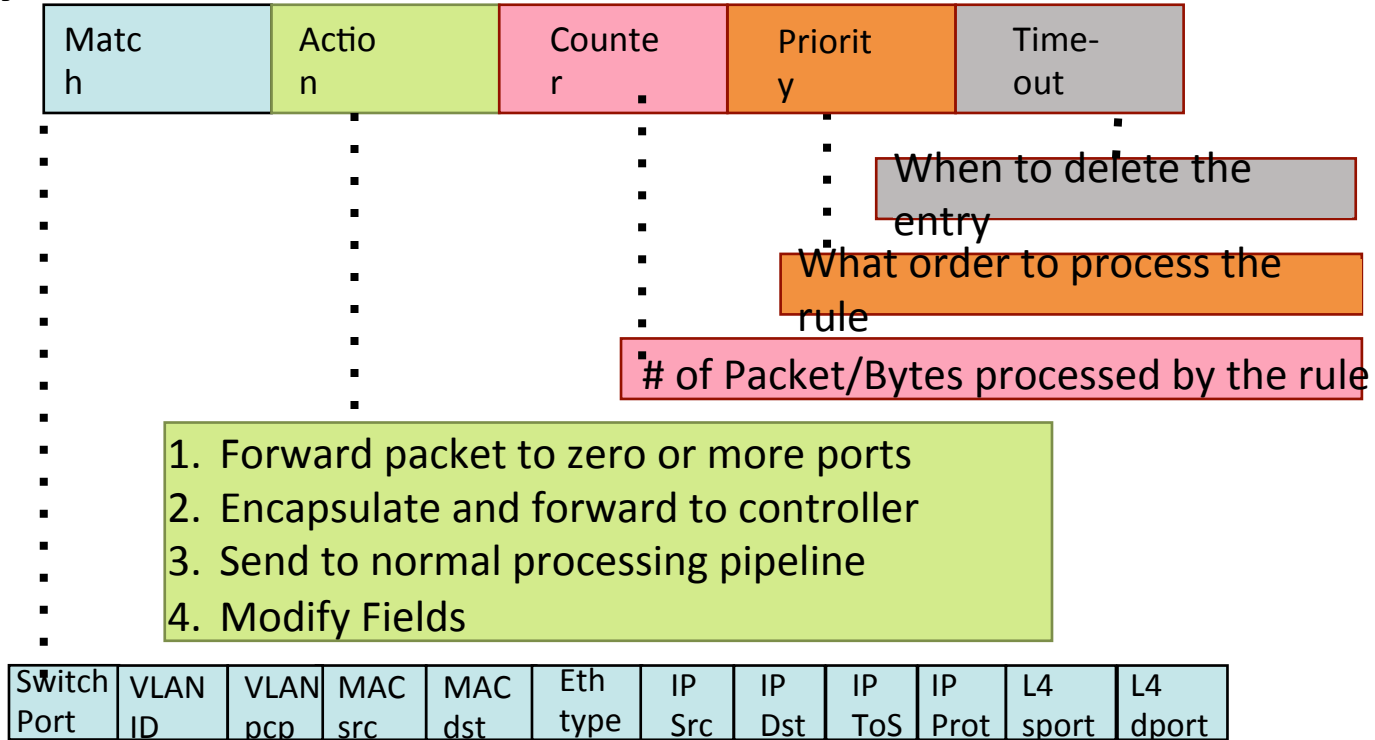 Matc
h
Actio
n
Counte
r
Priorit
y
Time-
out
When to delete the
entry
What order to process the
rule
# of Packet/Bytes processed by the rule
1. Forward packet to zero or more ports
2. Encapsulate and forward to controller
3. Send to normal processing pipeline
4. Modify Fields
Switch
Port
VLAN
ID
VLAN
pcp
MAC
src
MAC
dst
Eth
type
IP
Src
IP
Dst
IP
ToS
IP
Prot
L4
sport
L4
dport